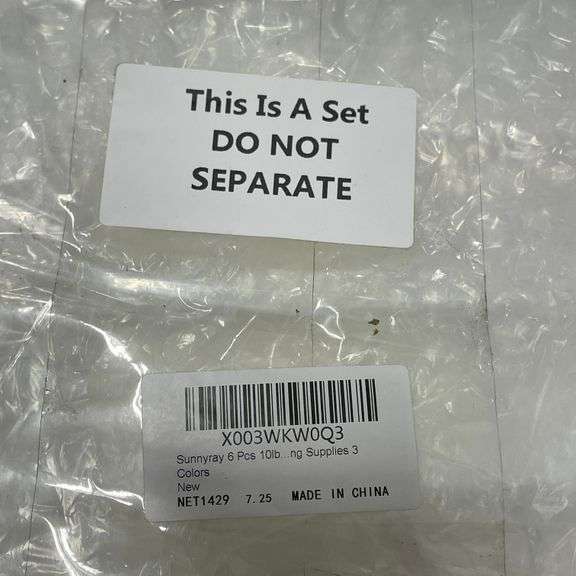 This Is A Set
DO NOT
SEPARATE
X003WKW0Q3
Sunnyray 6 Pcs 10lb...ng Supplies 3
Colors
New
NET1429 7.25 MADE IN CHINA